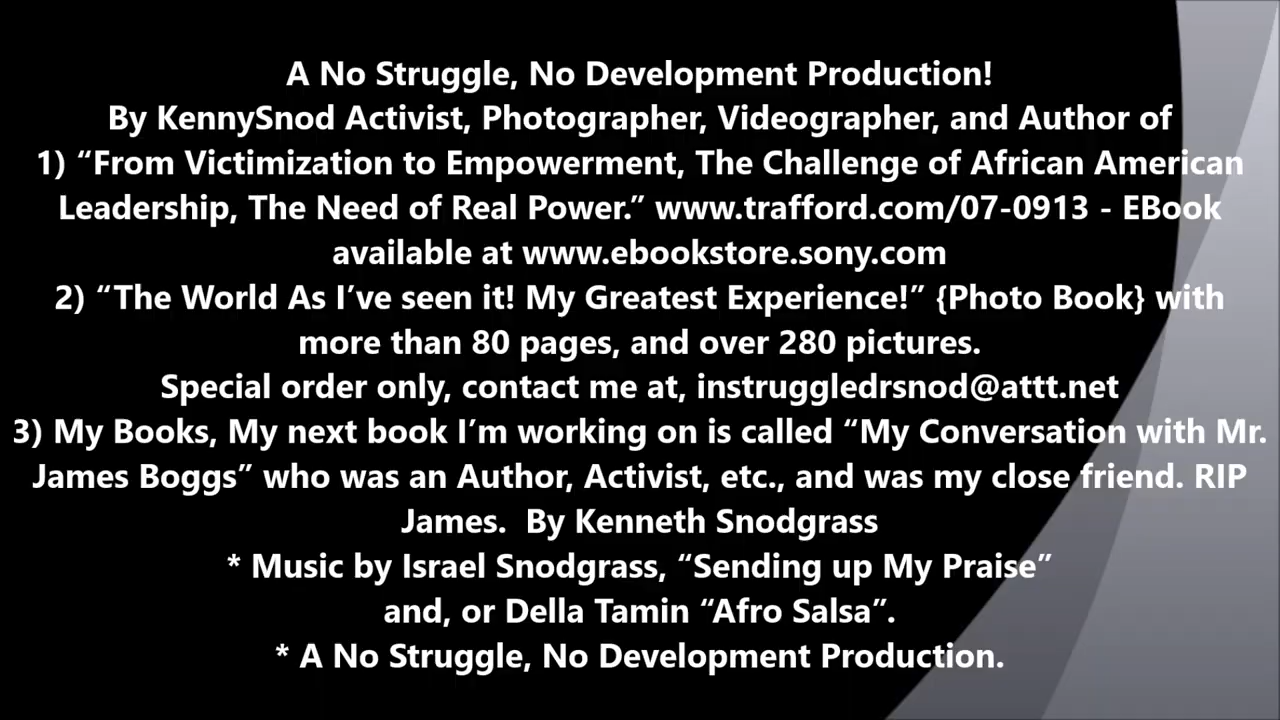 A No Struggle, No Development Production!
By KennySnod Activist, Photographer, Videographer, and Author of
1) “From Victimization to Empowerment, The Challenge of African American
Leadership, The Need of Real Power.” www.trafford.com/07-0913 - EBook
available at www.ebookstore.sony.com
2) “The World As I’ve seen it! My Greatest Experience!” {Photo Book} with
more than 80 pages, and over 280 pictures.
Special order only, contact me at, instruggledrsnod@attt.net
3) My Books, My next book I’m working on is called “My Conversation with Mr.
James Boggs” who was an Author, Activist, etc., and was my close friend. RIP
James.  By Kenneth Snodgrass
* Music by Israel Snodgrass, “Sending up My Praise”
and, or Della Tamin “Afro Salsa”.
* A No Struggle, No Development Production.